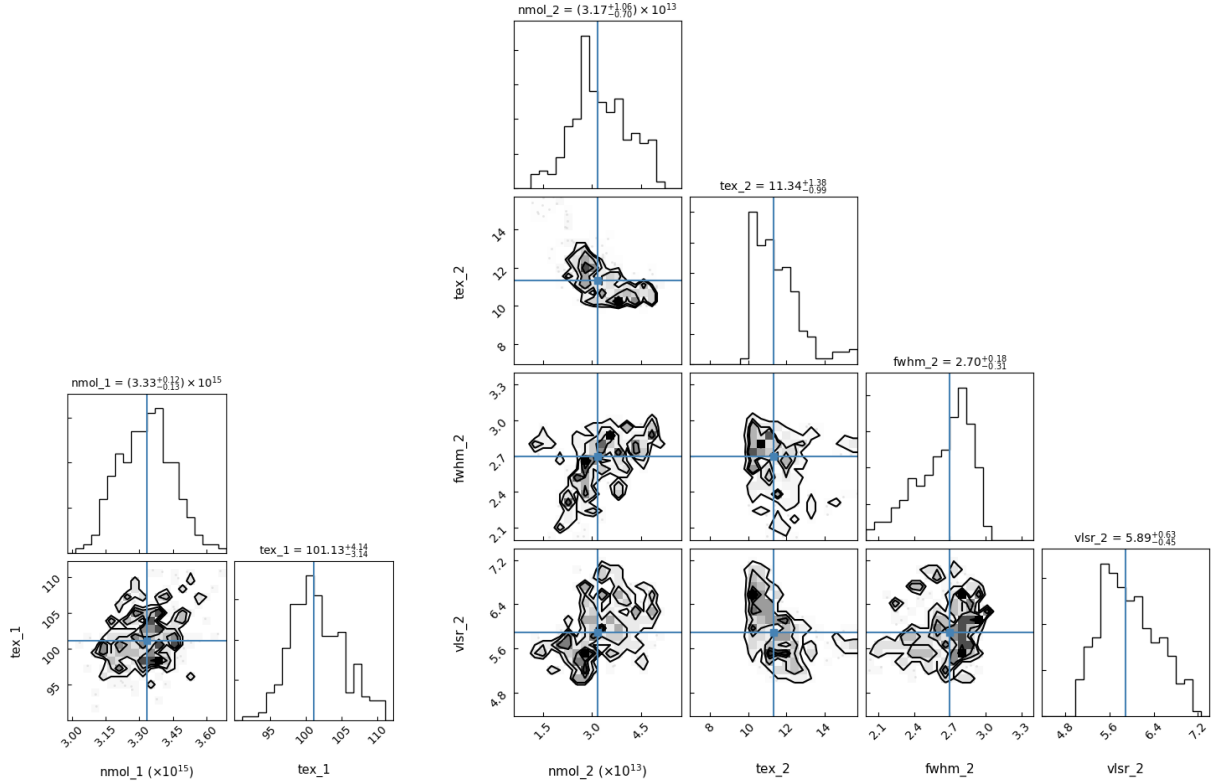 nmol_2 = (3.17+1.06−0.70) × 10^13
14
12
10
8
tex_2
tex_2 = 11.34+1.38−0.99
3.3
3.0
2.7
2.4
2.1
fwhm_2
fwhm_2 = 2.70+0.18−0.31
nmol_1 = (3.33+0.12−0.13) × 10^15
110
105
100
95
tex_1
tex_1 = 101.13+4.14−3.14
7.2
6.4
5.6
4.8
vlsr_2
vlsr_2 = 5.89+0.63−0.45
3.00 3.15 3.30 3.45 3.60
95 100 105 110
1.5 3.0 4.5
8 10 12 14
2.1 2.4 2.7 3.0 3.3
4.8 5.6 6.4 7.2
nmol_1 (×10^15) tex_1 nmol_2 (×10^13) tex_2 fwhm_2 vlsr_2